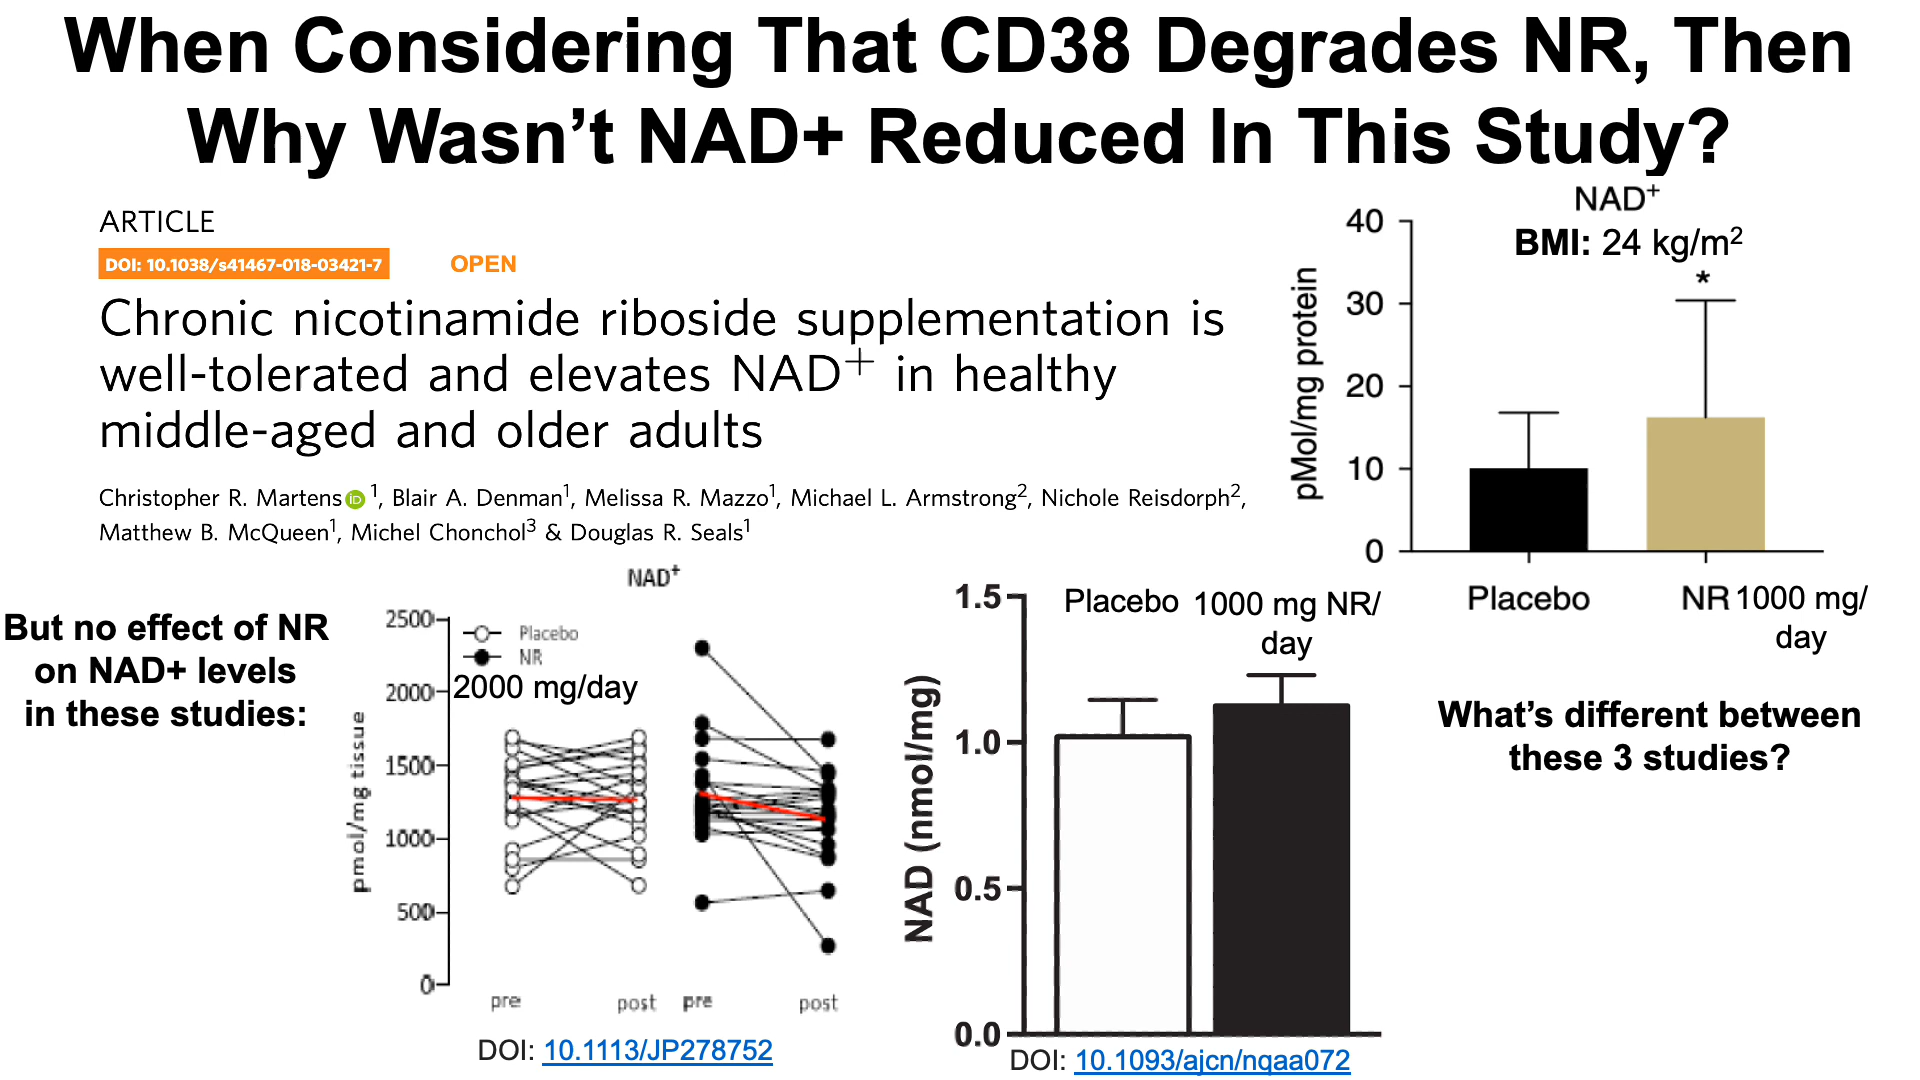 When Considering That CD38 Degrades NR, Then
Why Wasn’t NAD+ Reduced In This Study?
ARTICLE
DOI: 10.1038/s41467-018-03421-7
OPEN
Chronic nicotinamide riboside supplementation is
well-tolerated and elevates NAD+ in healthy
middle-aged and older adults
Christopher R. Martens iD 1, Blair A. Denman1, Melissa R. Mazzo1, Michael L. Armstrong2, Nichole Reisdorph2,
Matthew B. McQueen1, Michel Chonchol3 & Douglas R. Seals1
NAD+
BMI: 24 kg/m2
*
pMol/mg protein
40
30
20
10
0
Placebo
NR 1000 mg/
day
But no effect of NR
on NAD+ levels
in these studies:
NAD+
pmol/mg tissue
2500
2000
1500
1000
500
0
Placebo
NR
2000 mg/day
pre
post
pre
post
DOI: 10.1113/JP278752
NAD (nmol/mg)
1.5
1.0
0.5
0.0
Placebo
1000 mg NR/
day
DOI: 10.1093/ajcn/nqaa072
What’s different between
these 3 studies?